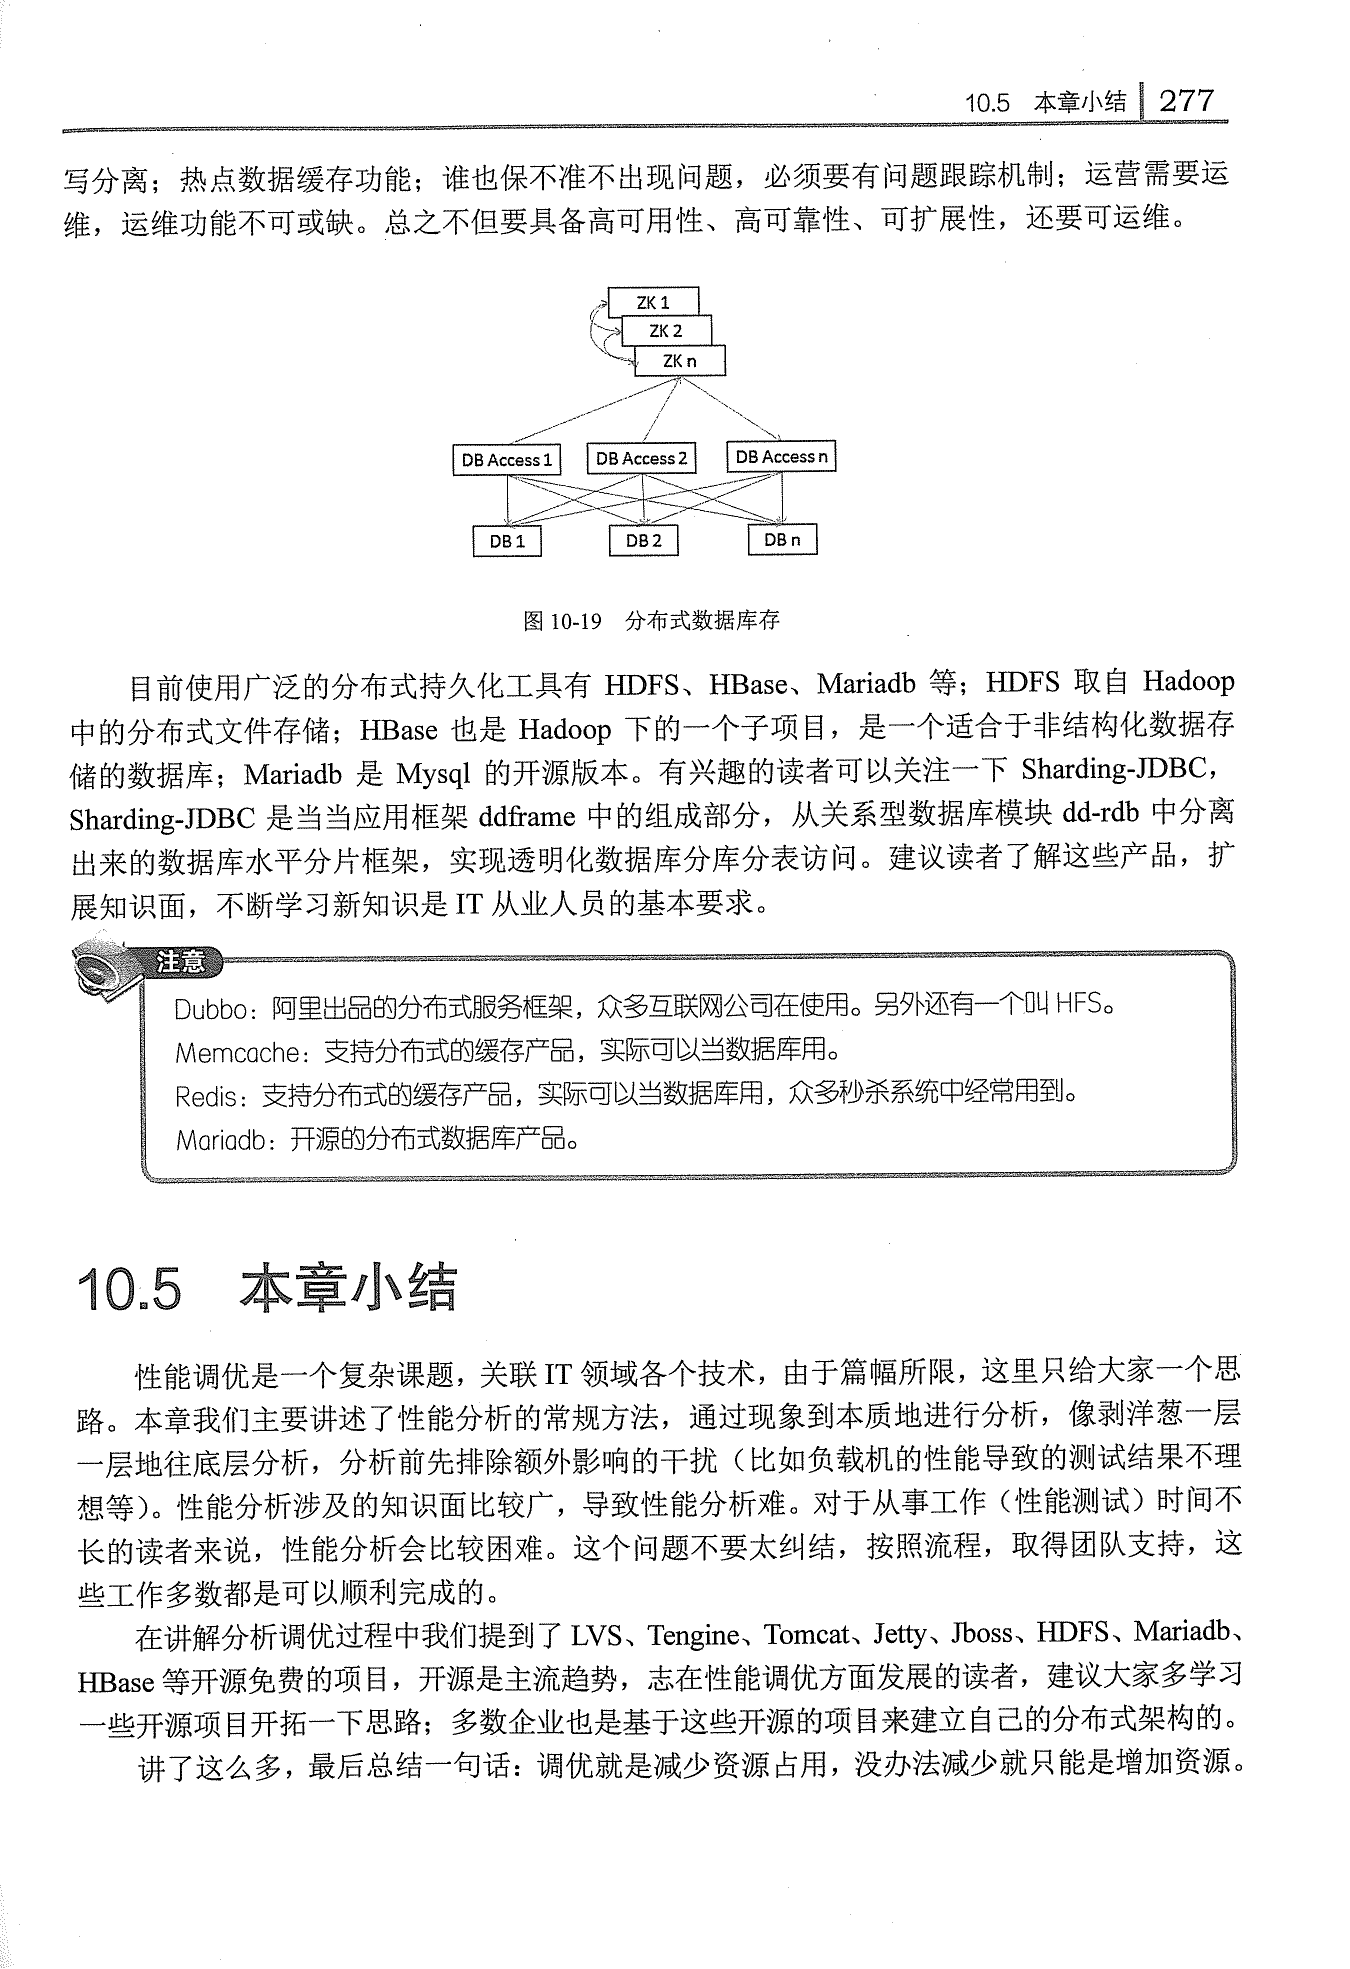 10.5 本章小结 277
写分离；热点数据缓存功能；谁也保不准不出现问题，必须要有问题跟踪机制；运营需要运
维，运维功能不可或缺。总之不但要具备高可用性、高可靠性、可扩展性，还要可运维。
ZK 1
ZK 2
ZK n
DB Access 1 DB Access 2 DB Access n
DB 1 DB 2 DB n
图 10-19 分布式数据库存
目前使用广泛的分布式持久化工具有 HDFS、HBase、Mariadb 等；HDFS 取自 Hadoop
中的分布式文件存储；HBase 也是 Hadoop 下的一个子项目，是一个适合于非结构化数据存
储的数据库；Mariadb 是 Mysql 的开源版本。有兴趣的读者可以关注一下 Sharding-JDBC，
Sharding-JDBC 是当当应用框架 ddframe 中的组成部分，从关系型数据库模块 dd-rdb 中分离
出来的数据库水平分片框架，实现透明化数据库分库分表访问。建议读者了解这些产品，扩
展知识面，不断学习新知识是 IT 从业人员的基本要求。
注意
Dubbo：阿里出品的分布式服务框架，众多互联网公司在使用。另外还有一个叫 HFS。
Memcache：支持分布式的缓存产品，实际可以当数据库用。
Redis：支持分布式的缓存产品，实际可以当数据库用，众多秒杀系统中经常用到。
Mariadb：开源的分布式数据库产品。
10.5 本章小结
性能调优是一个复杂课题，关联 IT 领域各个技术，由于篇幅所限，这里只给大家一个思
路。本章我们主要讲述了性能分析的常规方法，通过现象到本质地进行分析，像剥洋葱一层
一层地往底层分析，分析前先排除额外影响的干扰（比如负载机的性能导致的测试结果不理
想等）。性能分析涉及的知识面比较广，导致性能分析难。对于从事工作（性能测试）时间不
长的读者来说，性能分析会比较困难。这个问题不要太纠结，按照流程，取得团队支持，这
些工作多数都是可以顺利完成的。
在讲解分析调优过程中我们提到了 LVS、Tengine、Tomcat、Jetty、Jboss、HDFS、Mariadb、
HBase 等开源免费的项目，开源是主流趋势，志在性能调优方面发展的读者，建议大家多学习
一些开源项目开拓一下思路；多数企业也是基于这些开源的项目来建立自己的分布式架构的。
讲了这么多，最后总结一句话：调优就是减少资源占用，没办法减少就只能是增加资源。